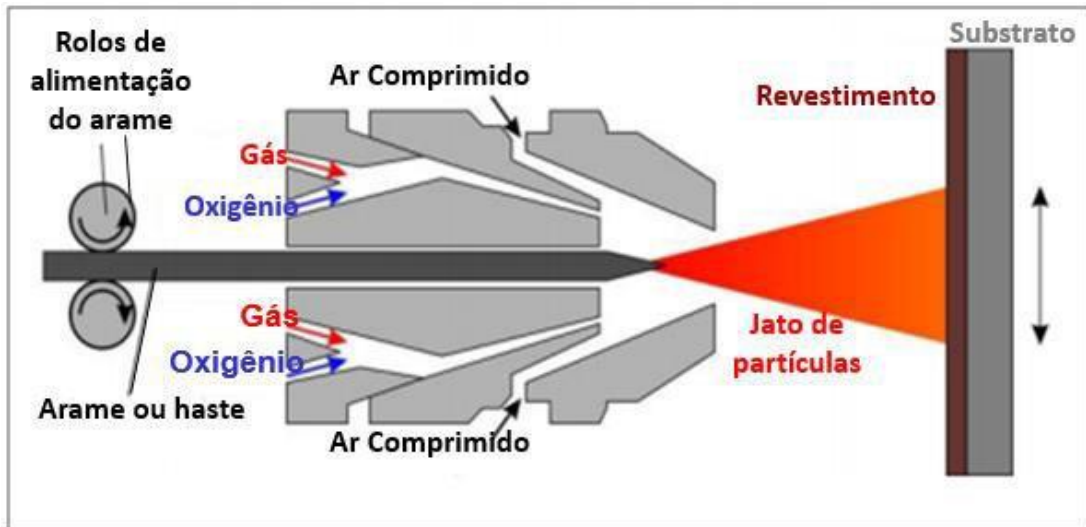 Rolos de
alimentação
do arame
Ar Comprimido
Substrato
Revestimento
Gás
Oxigênio
Gás
Oxigênio
Jato de
partículas
Arame ou haste
Ar Comprimido